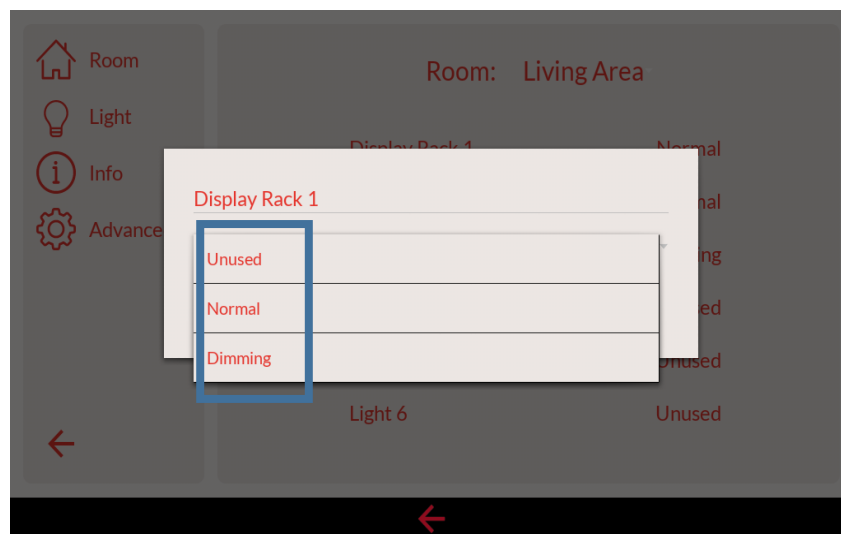 Room
Light
Info
Advance
Room: Living Area
Display Rack 1 Normal
Display Rack 1
Unused
Normal
Dimming
Unused
Light 6 Unused